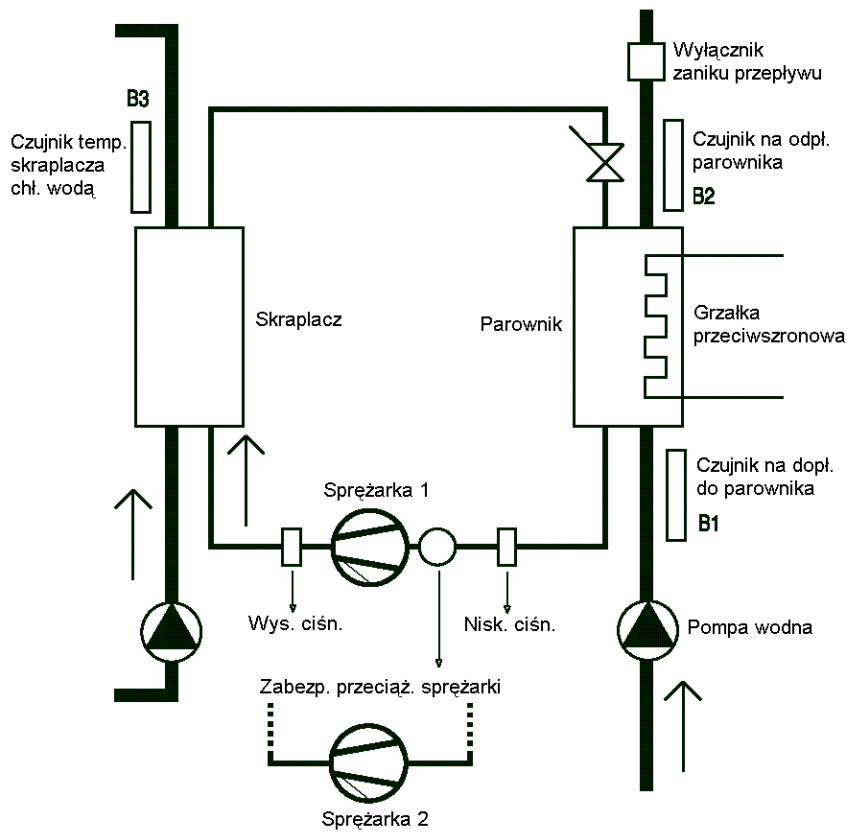 Wyłącznik
zaniku przepływu
B3
Czujnik temp.
skraplacza
chł. wodą
Czujnik na odpł.
parownika
B2
Skraplacz
Parownik
Grzałka
przeciwszronowa
Czujnik na dopł.
do parownika
B1
Sprężarka 1
Wys. ciśn.
Nisk. ciśn.
Pompa wodna
Zabezp. przeciąż. sprężarki
Sprężarka 2